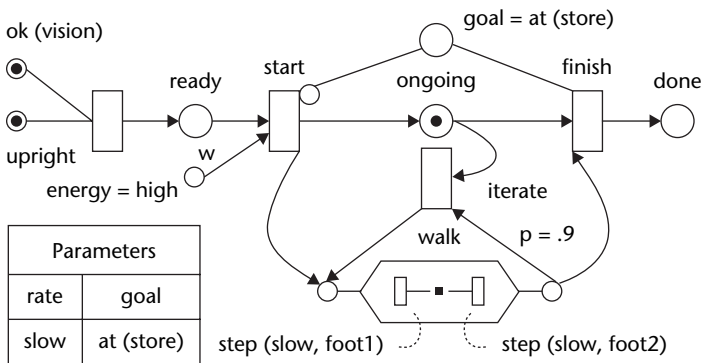 ok (vision)
goal = at (store)
ready
start
ongoing
finish
done
upright
w
energy = high
iterate
walk
p = .9
Parameters
rate goal
slow at (store)
step (slow, foot1)
step (slow, foot2)